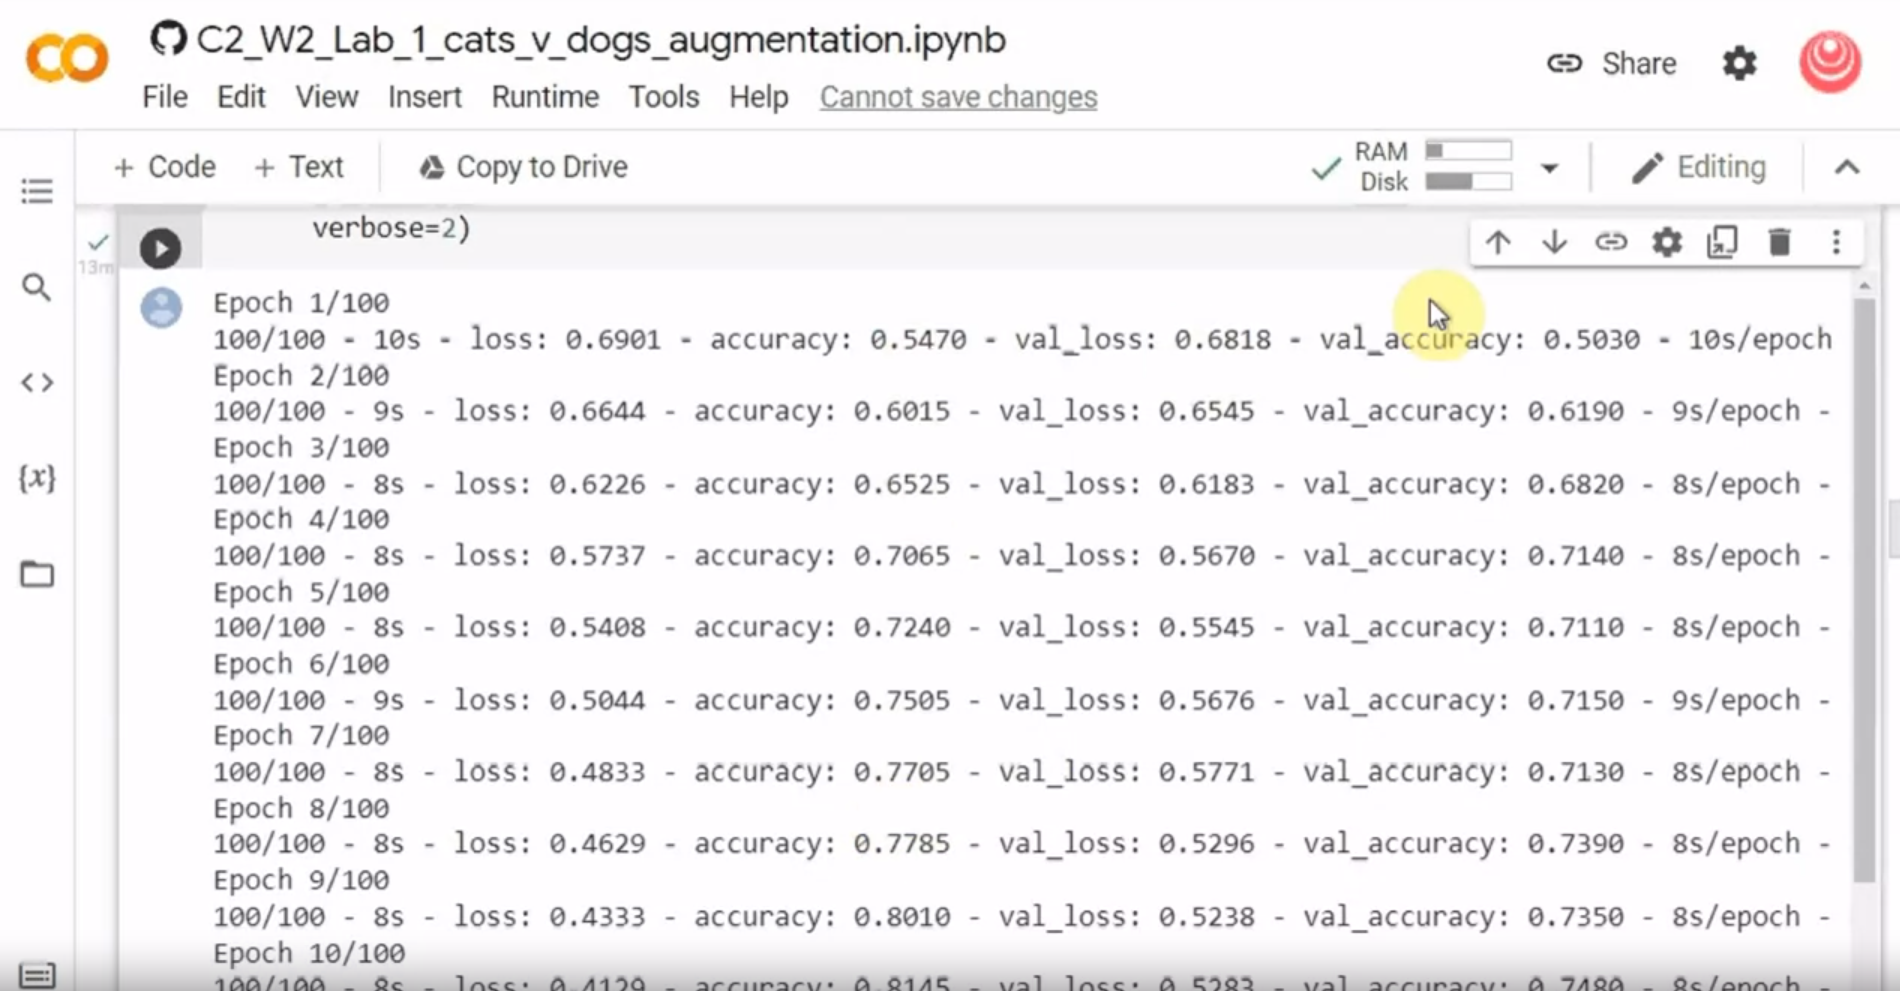 C2_W2_Lab_1_cats_v_dogs_augmentation.ipynb
File Edit View Insert Runtime Tools Help Cannot save changes
Share
+ Code + Text Copy to Drive
RAM
Disk
Editing
13m
verbose=2)
Epoch 1/100
100/100 - 10s - loss: 0.6901 - accuracy: 0.5470 - val_loss: 0.6818 - val_accuracy: 0.5030 - 10s/epoch
Epoch 2/100
100/100 - 9s - loss: 0.6644 - accuracy: 0.6015 - val_loss: 0.6545 - val_accuracy: 0.6190 - 9s/epoch -
Epoch 3/100
100/100 - 8s - loss: 0.6226 - accuracy: 0.6525 - val_loss: 0.6183 - val_accuracy: 0.6820 - 8s/epoch -
Epoch 4/100
100/100 - 8s - loss: 0.5737 - accuracy: 0.7065 - val_loss: 0.5670 - val_accuracy: 0.7140 - 8s/epoch -
Epoch 5/100
100/100 - 8s - loss: 0.5408 - accuracy: 0.7240 - val_loss: 0.5545 - val_accuracy: 0.7110 - 8s/epoch -
Epoch 6/100
100/100 - 9s - loss: 0.5044 - accuracy: 0.7505 - val_loss: 0.5676 - val_accuracy: 0.7150 - 9s/epoch -
Epoch 7/100
100/100 - 8s - loss: 0.4833 - accuracy: 0.7705 - val_loss: 0.5771 - val_accuracy: 0.7130 - 8s/epoch -
Epoch 8/100
100/100 - 8s - loss: 0.4629 - accuracy: 0.7785 - val_loss: 0.5296 - val_accuracy: 0.7390 - 8s/epoch -
Epoch 9/100
100/100 - 8s - loss: 0.4333 - accuracy: 0.8010 - val_loss: 0.5238 - val_accuracy: 0.7350 - 8s/epoch -
Epoch 10/100
100/100 - 8s - loss: 0.4129 - accuracy: 0.8145 - val_loss: 0.5283 - val_accuracy: 0.7480 - 8s/epoch -